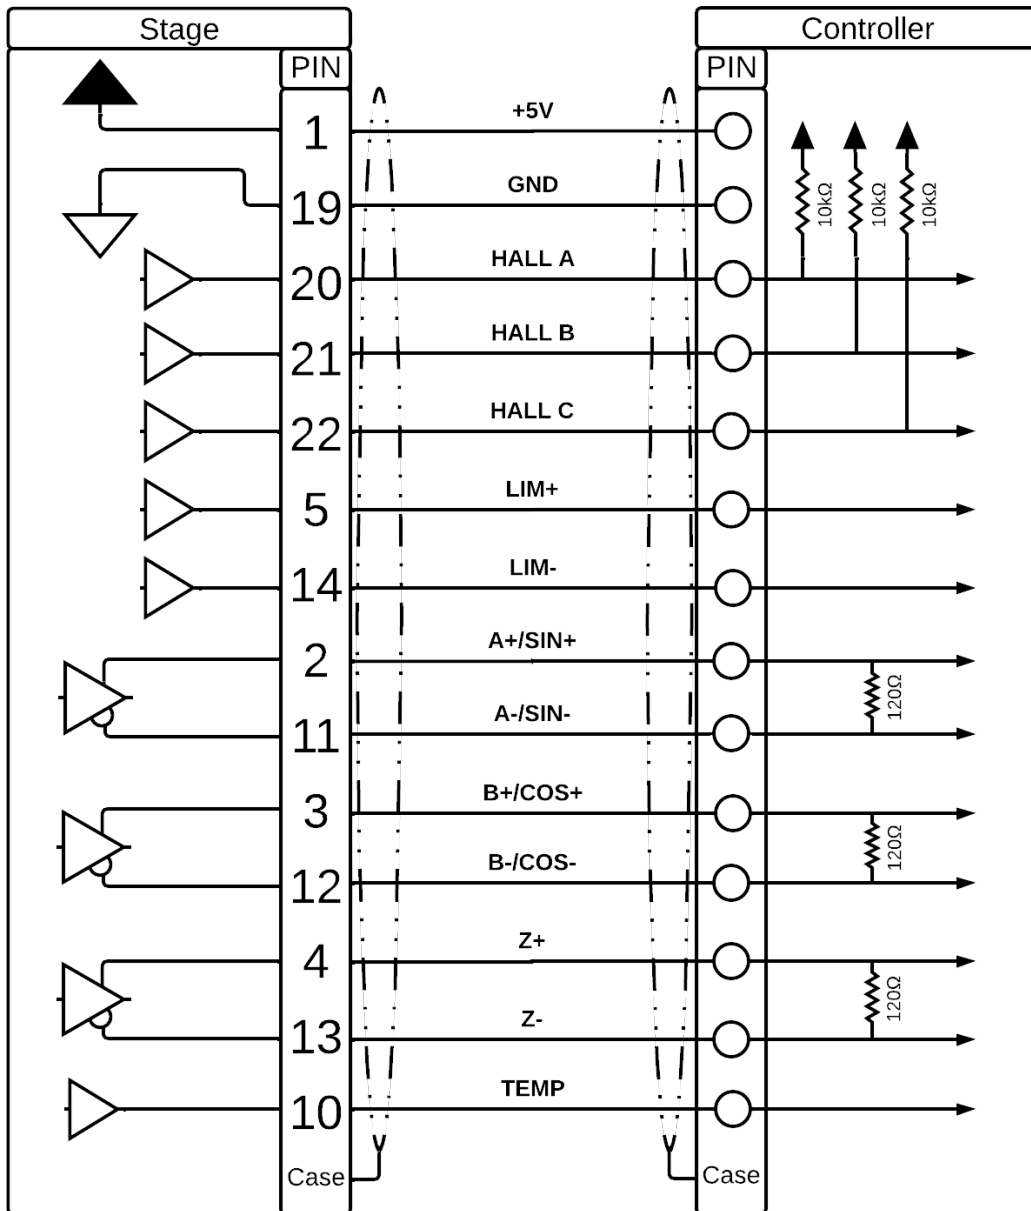 Stage Controller
PIN PIN
1 +5V
19 GND
10kΩ 10kΩ 10kΩ
20 HALL A
21 HALL B
22 HALL C
5 LIM+
14 LIM-
2 A+/SIN+
120Ω
11 A-/SIN-
3 B+/COS+
120Ω
12 B-/COS-
4 Z+
120Ω
13 Z-
10 TEMP
Case Case